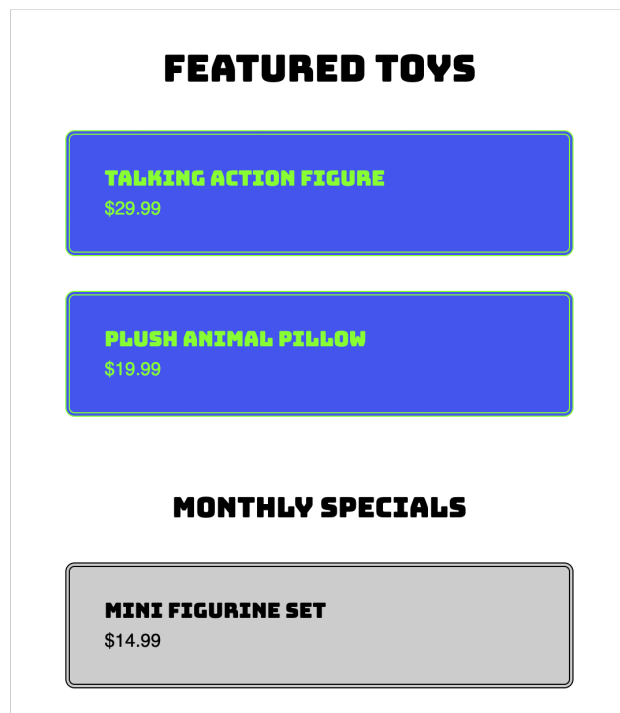 FEATURED TOYS
TALKING ACTION FIGURE
$29.99
PLUSH ANIMAL PILLOW
$19.99
MONTHLY SPECIALS
MINI FIGURINE SET
$14.99